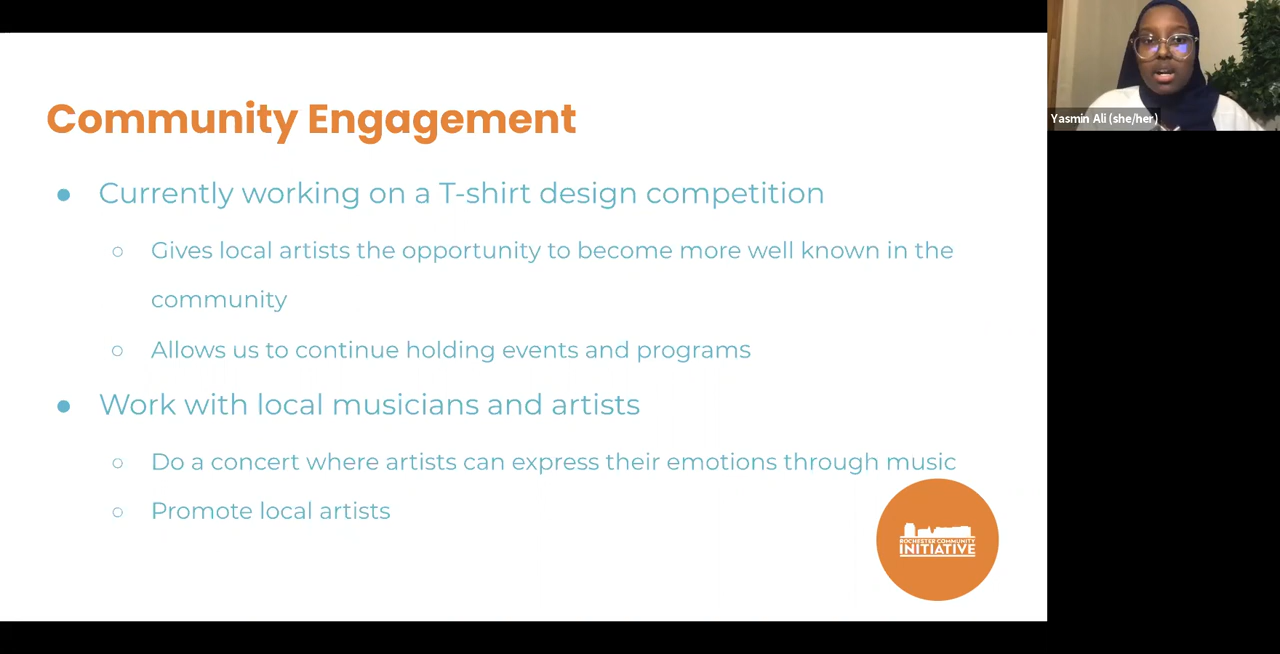 Community Engagement
● Currently working on a T-shirt design competition
○ Gives local artists the opportunity to become more well known in the
community
○ Allows us to continue holding events and programs
● Work with local musicians and artists
○ Do a concert where artists can express their emotions through music
○ Promote local artists
ROCHESTER COMMUNITY
INITIATIVE
Yasmin Ali (she/her)